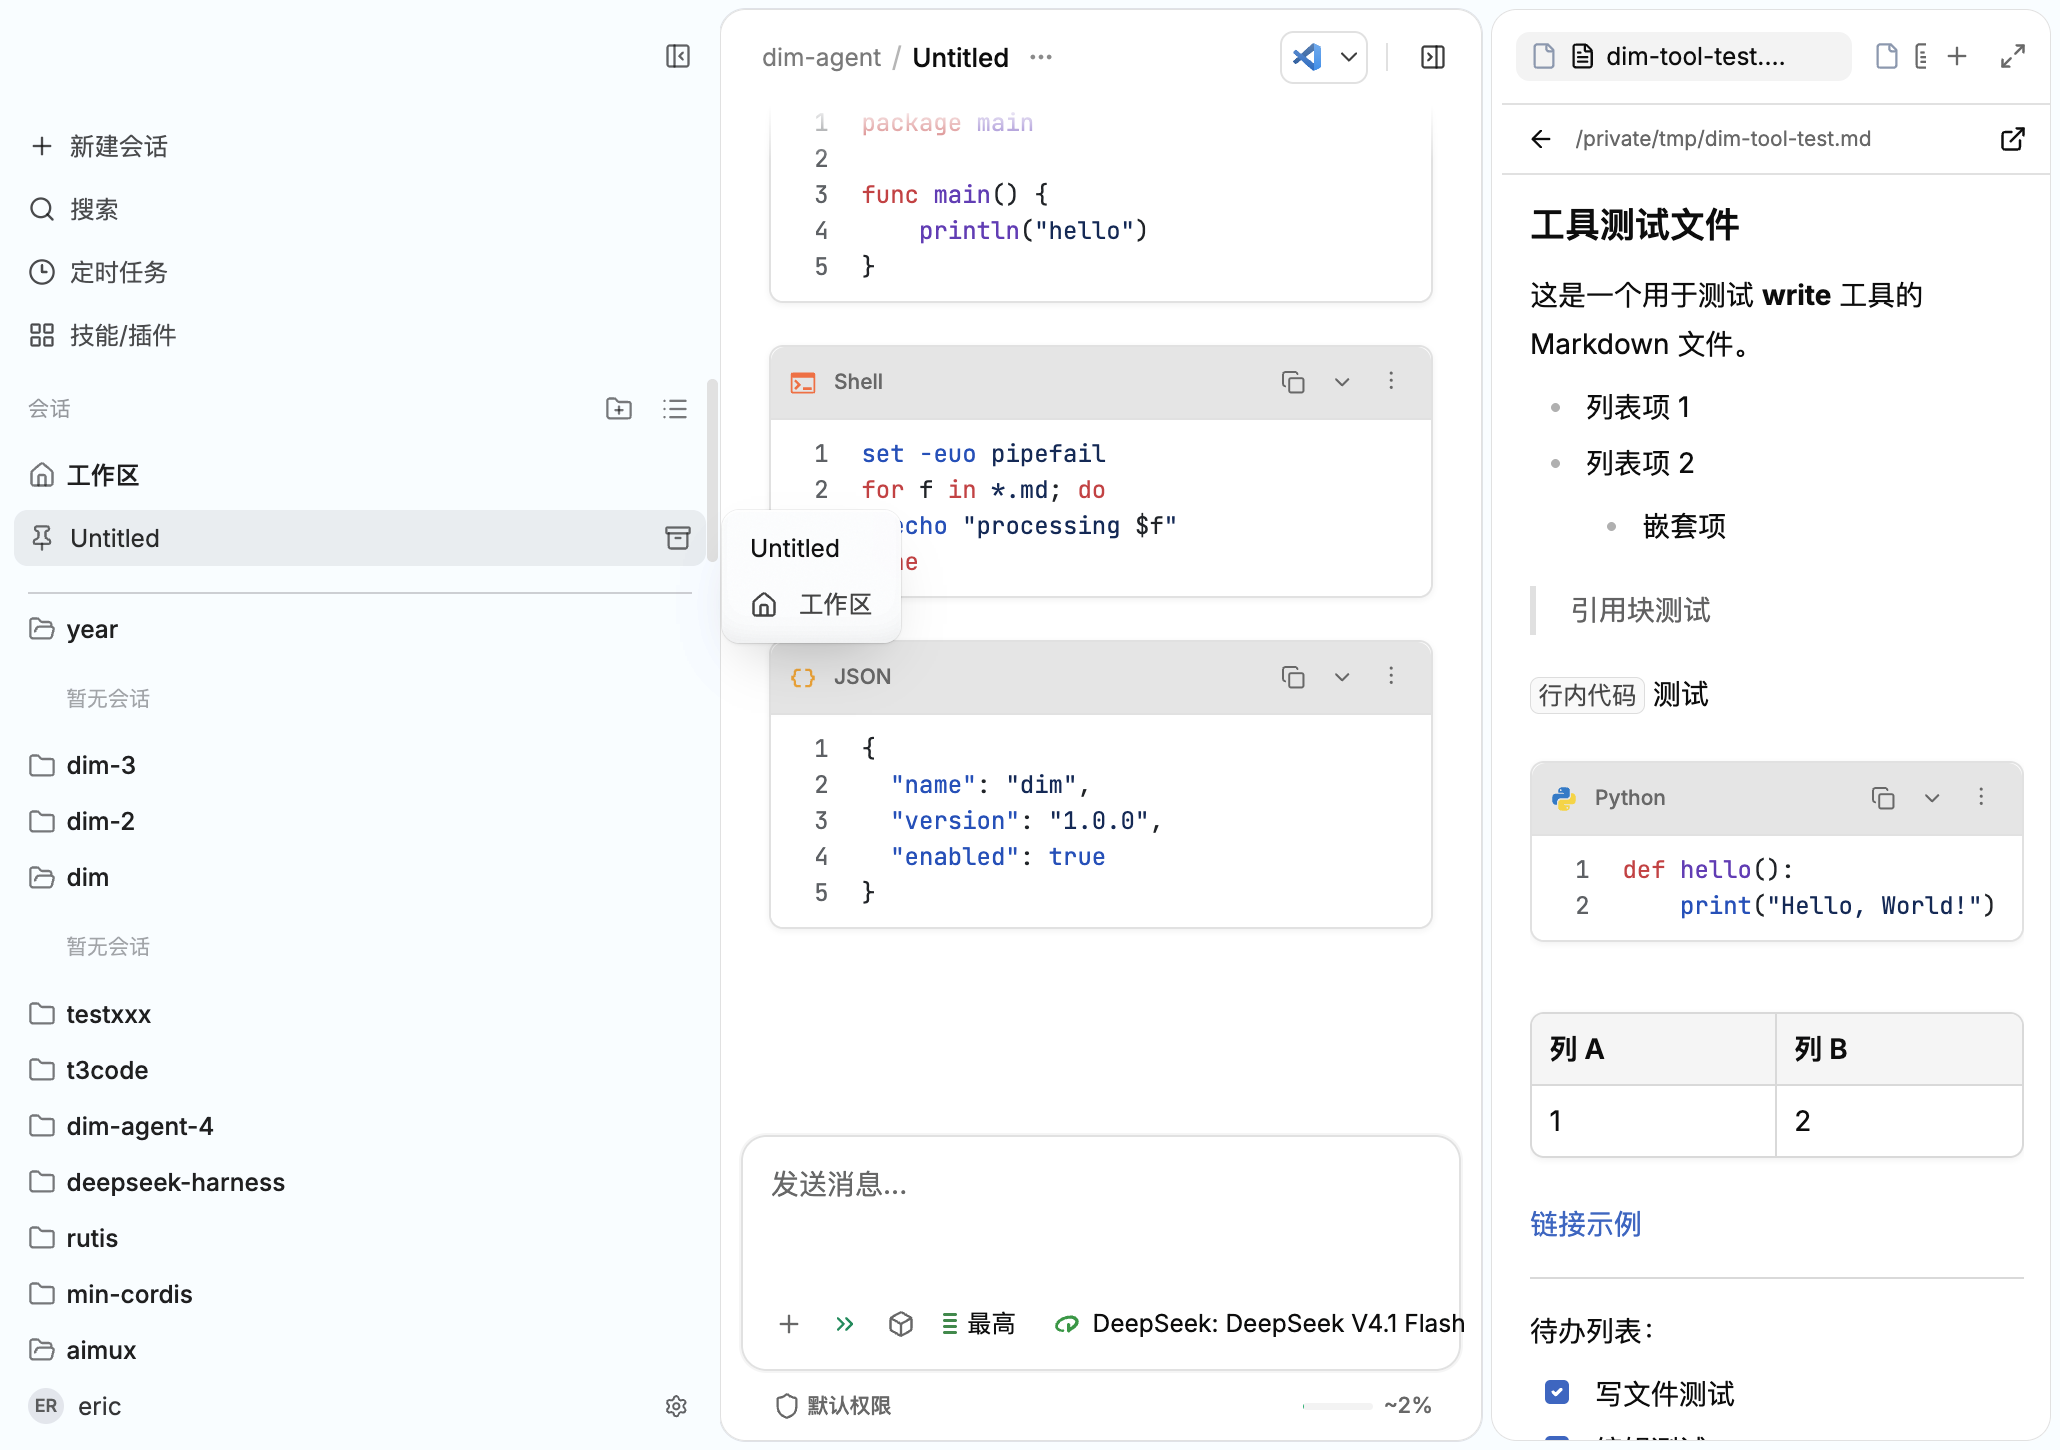 新建会话
搜索
定时任务
技能/插件
会话
工作区
Untitled
year
暂无会话
dim-3
dim-2
dim
暂无会话
testxxx
t3code
dim-agent-4
deepseek-harness
rutis
min-cordis
aimux
ER eric
dim-agent / Untitled ···
1 package main
2
3 func main() {
4     println("hello")
5 }
Shell
1 set -euo pipefail
2 for f in *.md; do
echo "processing $f"
Untitled
工作区
JSON
1 {
2   "name": "dim",
3   "version": "1.0.0",
4   "enabled": true
5 }
发送消息...
最高 DeepSeek: DeepSeek V4.1 Flash
默认权限 ~2%
dim-tool-test....
/private/tmp/dim-tool-test.md
工具测试文件
这是一个用于测试 write 工具的
Markdown 文件。
列表项 1
列表项 2
嵌套项
引用块测试
行内代码 测试
Python
1 def hello():
2     print("Hello, World!")
列 A 列 B
1 2
链接示例
待办列表：
写文件测试